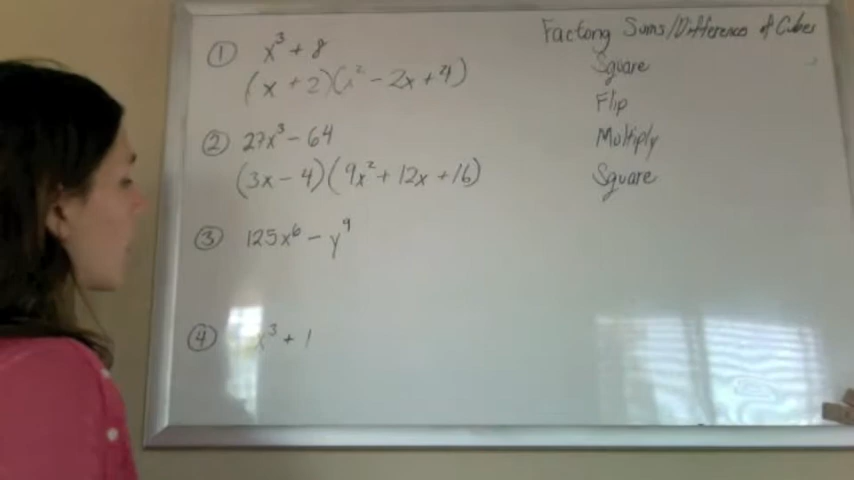 Factoring Sums/Difference of Cubes
① x³ + 8
(x + 2)(x² - 2x + 4)
② 27x³ - 64
(3x - 4)(9x² + 12x + 16)
③ 125x⁶ - y⁹
④ x³ + 1
Square
Flip
Multiply
Square